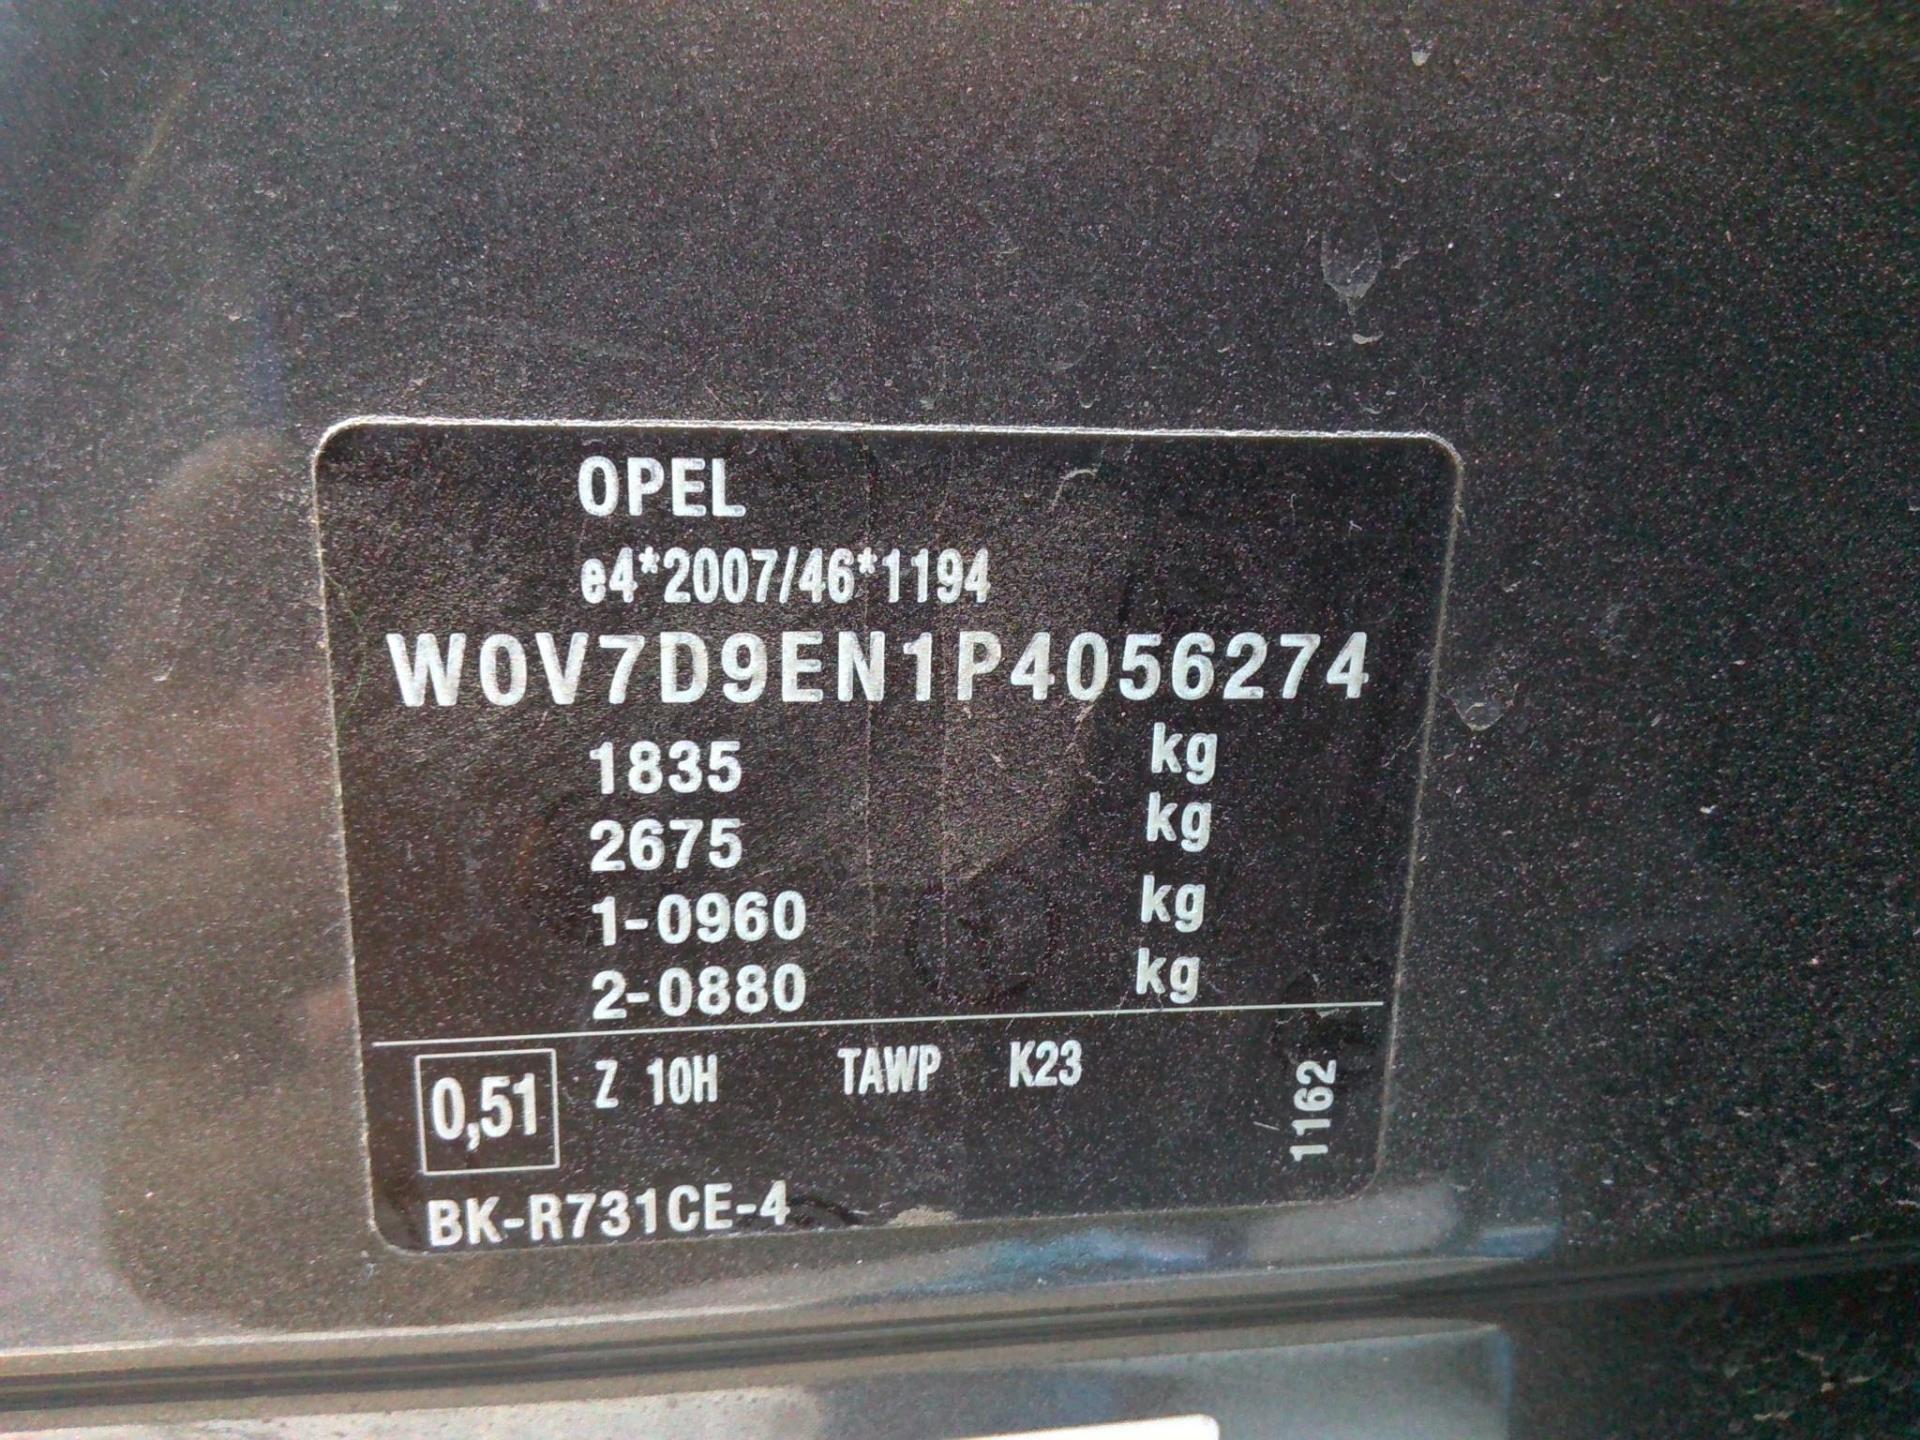 OPEL
e4*2007/46*1194
W0V7D9EN1P4056274
1835 kg
2675 kg
1-0960 kg
2-0880 kg
0,51 Z 10H TAWP K23
1162
BK-R731CE-4